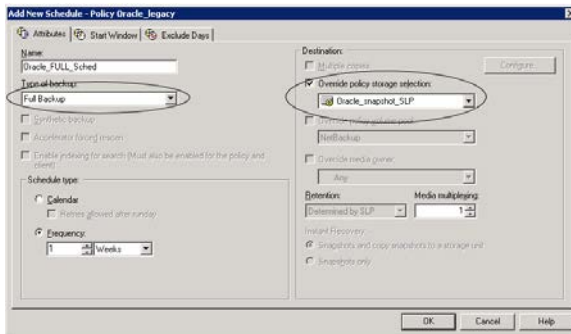 Add New Schedule - Policy Oracle_legacy
Attributes
Start Window
Exclude Days
Name:
Oracle_FULL_Sched
Type of backup:
Full Backup
Synthetic backup
Accelerator forced rescan
Enable indexing for search (Must also be enabled for the policy and client)
Schedule type:
Calendar
Retries allowed after runday
Frequency:
1
Weeks
Destination:
Multiple copies
Configure...
Override policy storage selection:
Oracle_snapshot_SLP
Override policy volume pool:
NetBackup
Override media owner:
Any
Retention:
Media multiplexing:
Determined by SLP
1
Instant Recovery:
Snapshots and copy snapshots to a storage unit
Snapshots only
OK
Cancel
Help